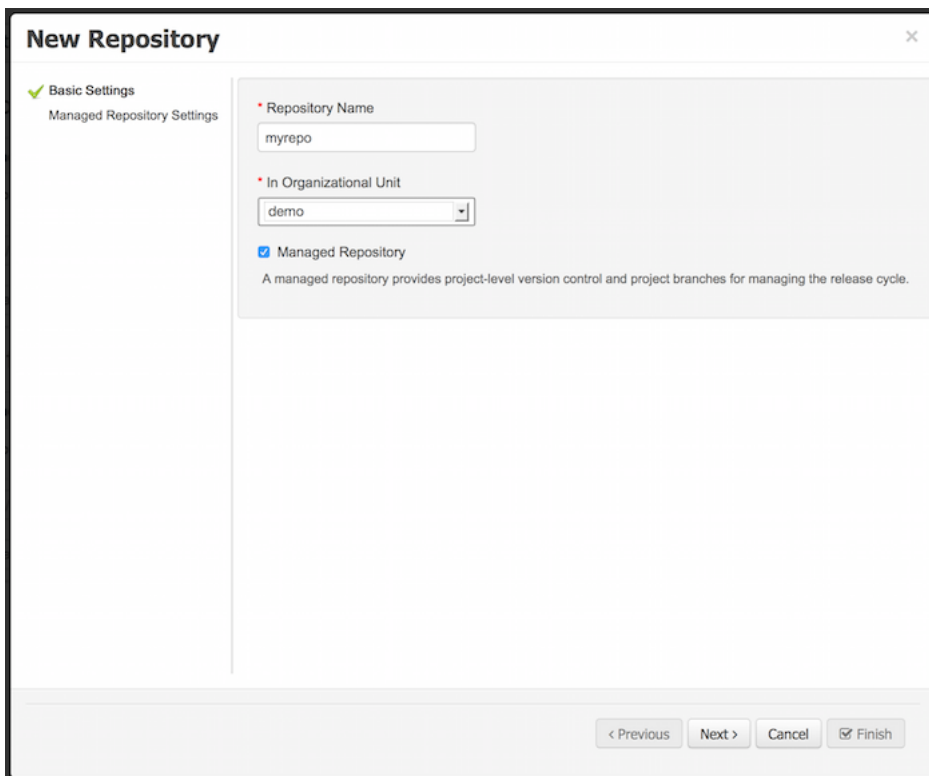 New Repository
×
Basic Settings
Managed Repository Settings
* Repository Name
myrepo
* In Organizational Unit
demo
Managed Repository
A managed repository provides project-level version control and project branches for managing the release cycle.
< Previous
Next >
Cancel
Finish